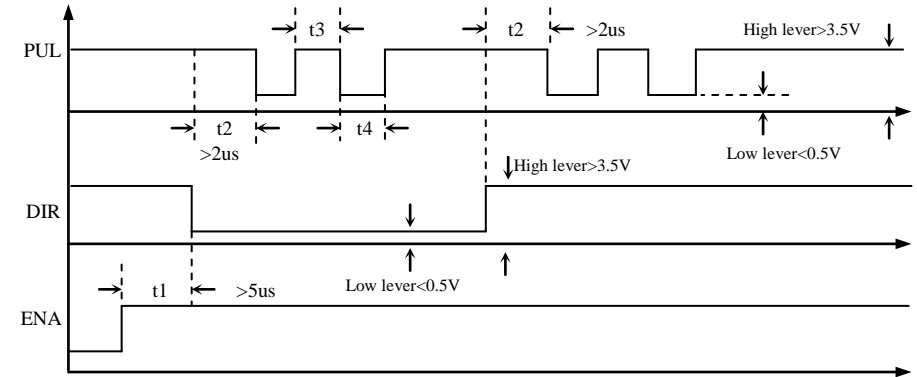 t3
t2
>2us
High lever>3.5V
PUL
t2
t4
>2us
Low lever<0.5V
High lever>3.5V
DIR
Low lever<0.5V
t1
>5us
ENA